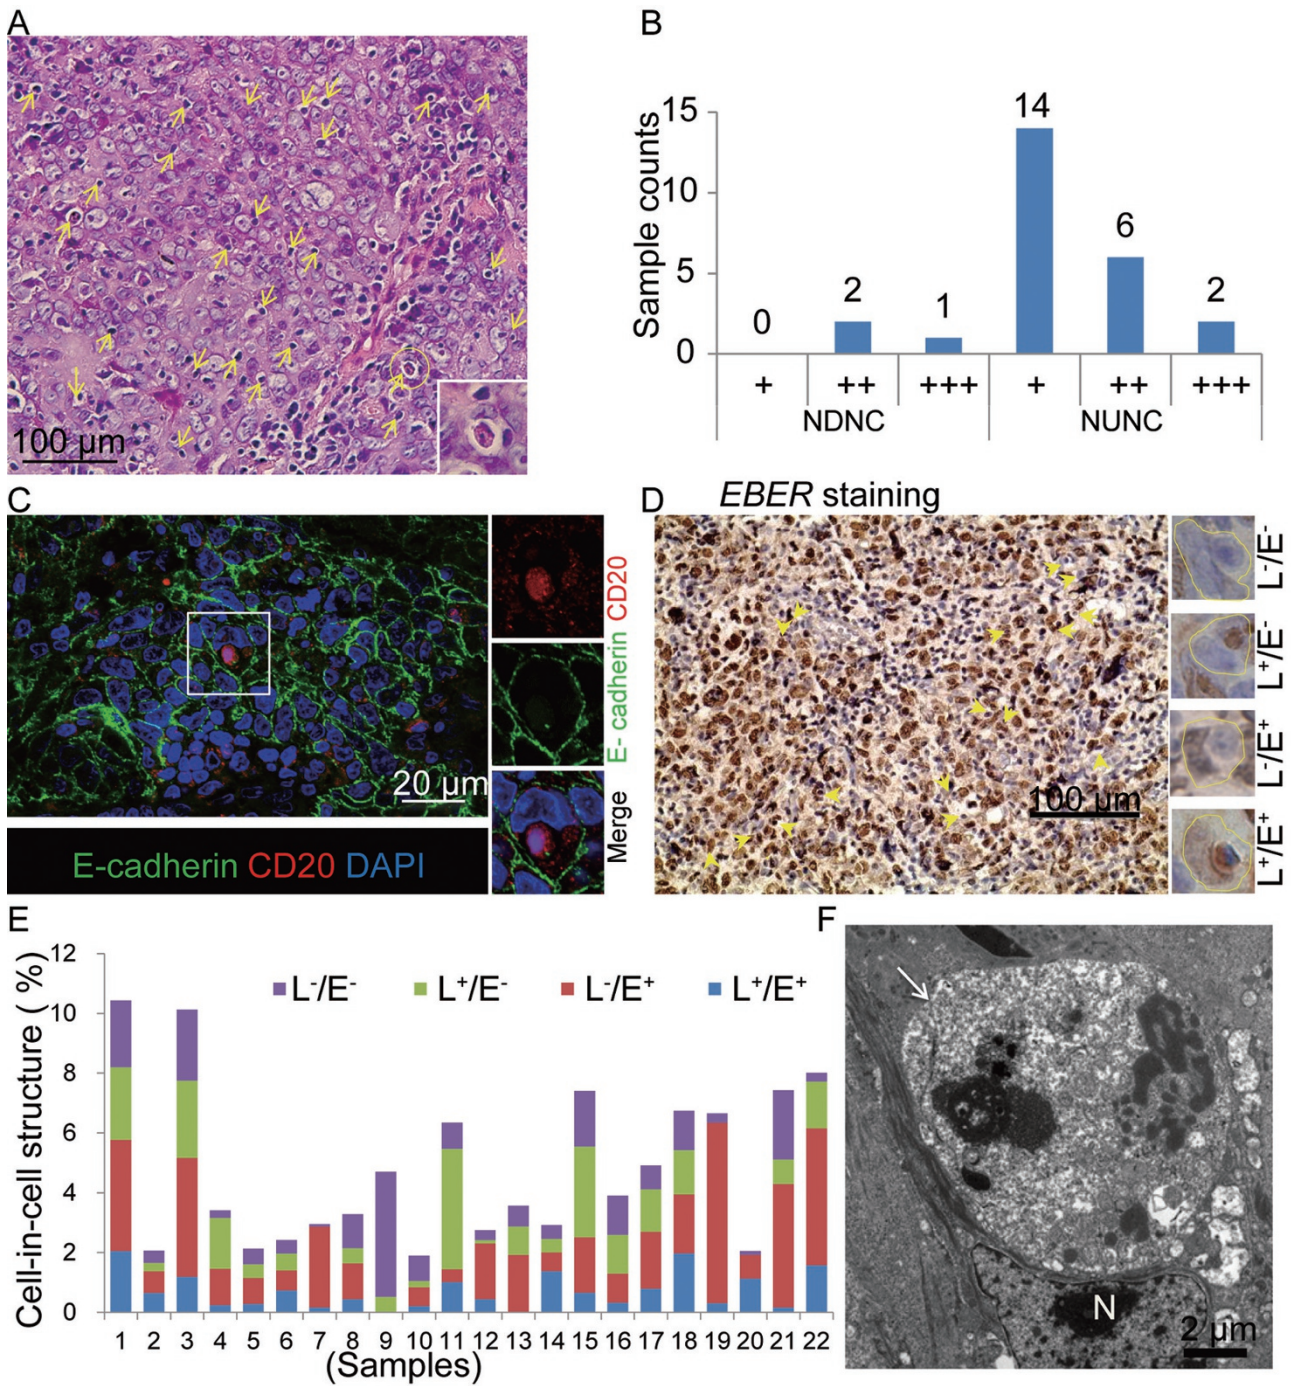 A
100 μm
B
Sample counts
15
10
5
0
0
2
1
14
6
2
+
++
+++
+
++
+++
NDNC
NUNC
C
20 μm
E-cadherin CD20 DAPI
E- cadherin CD20
Merge
D
EBER staining
100 μm
L-/E-
L+/E-
L-/E+
L+/E+
E
Cell-in-cell structure ( %)
12
10
8
6
4
2
0
L-/E-
L+/E-
L-/E+
L+/E+
1 2 3 4 5 6 7 8 9 10 11 12 13 14 15 16 17 18 19 20 21 22
(Samples)
F
N
2 μm